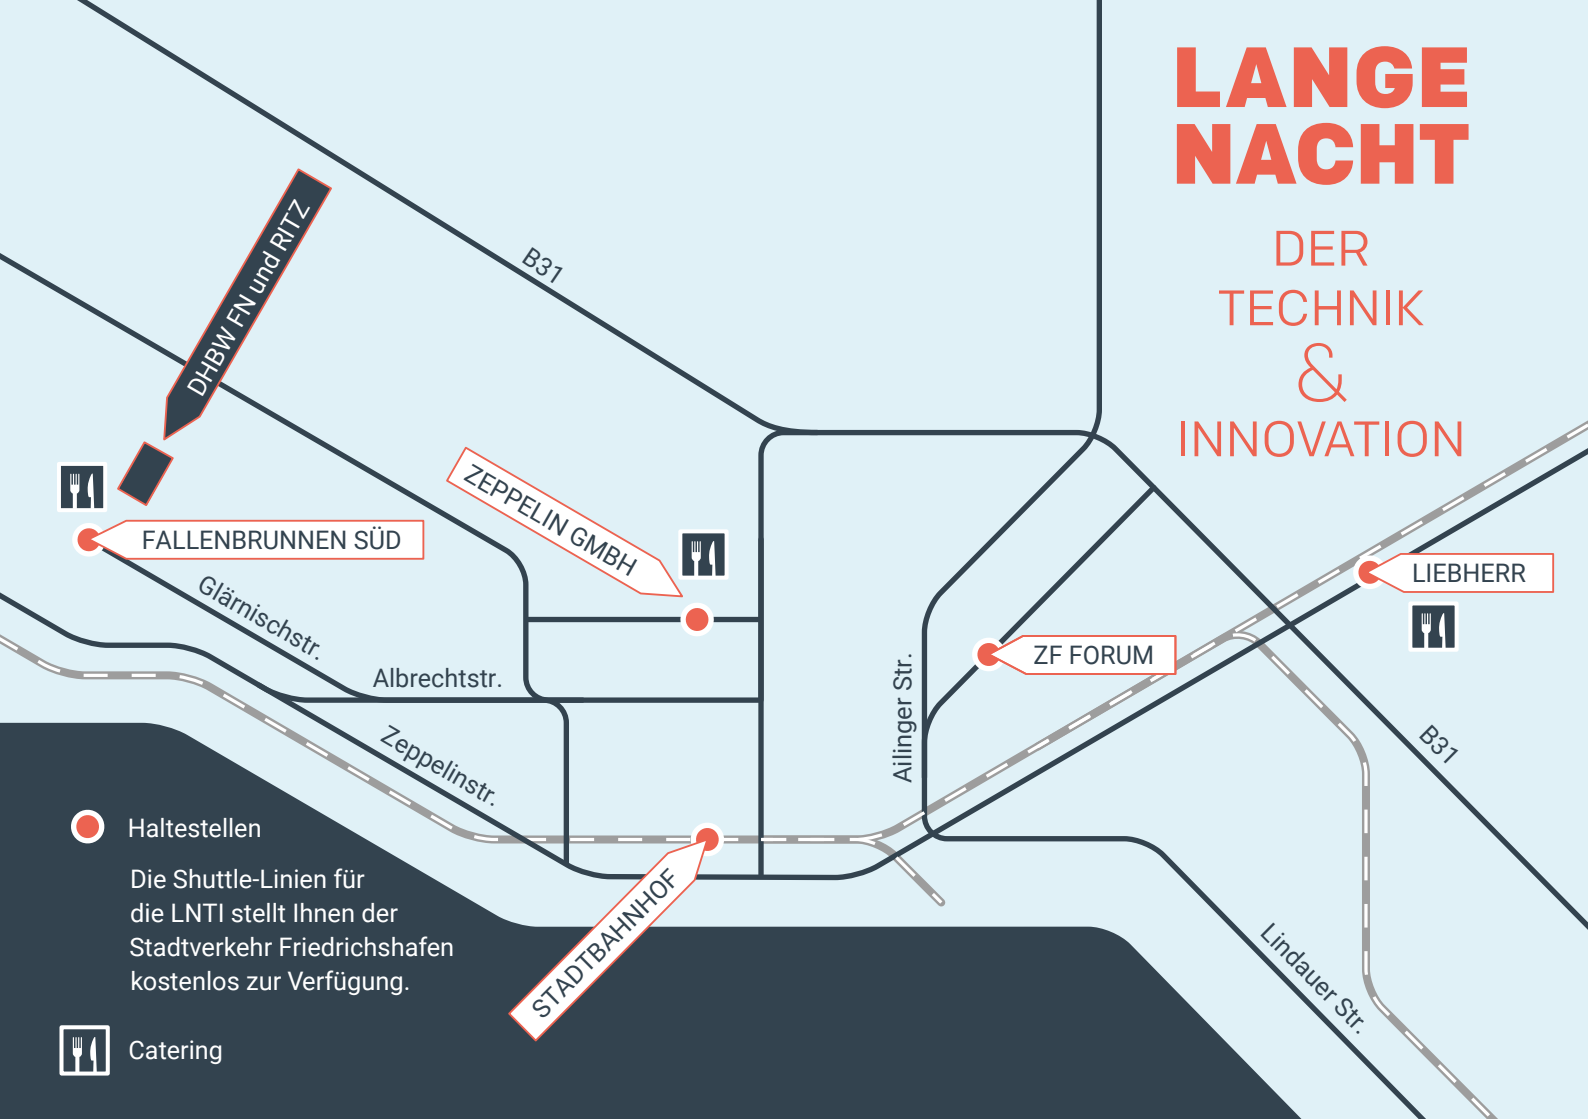 LANGE
NACHT
DER
TECHNIK
&
INNOVATION
B31
DHBW FN und RITZ
ZEPPELIN GMBH
FALLENBRUNNEN SÜD
LIEBHERR
Glärnischstr.
ZF FORUM
Albrechtstr.
Ailinger Str.
Zeppelinstr.
B31
STADTBAHNHOF
Lindauer Str.
Haltestellen
Die Shuttle-Linien für
die LNTI stellt Ihnen der
Stadtverkehr Friedrichshafen
kostenlos zur Verfügung.
Catering